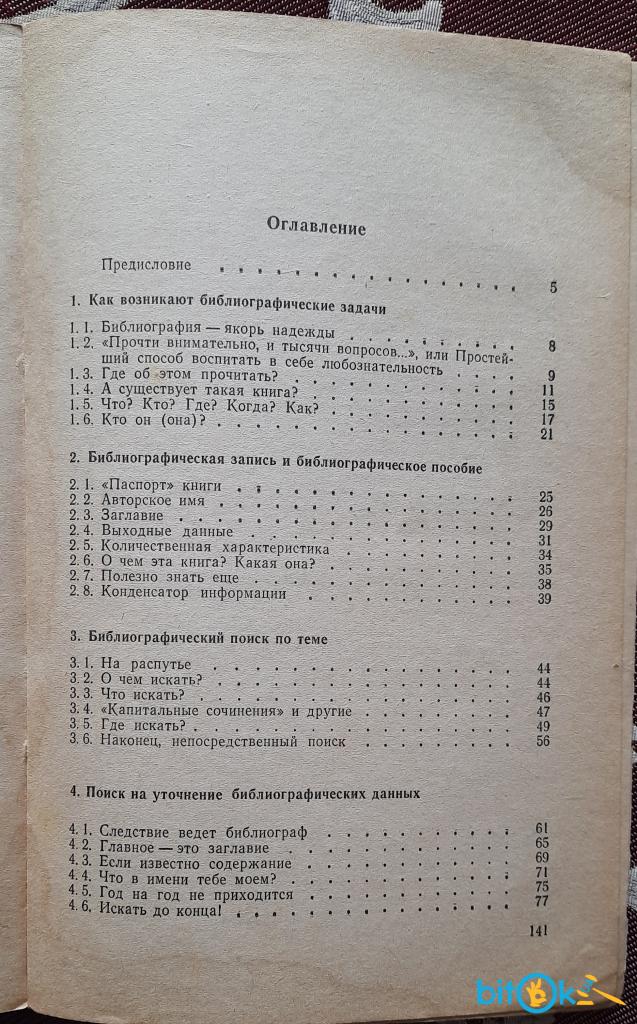 Оглавление
Предисловие . . . . . . . . . . . . . . . . 5
1. Как возникают библиографические задачи
1.1. Библиография — якорь надежды . . . . . . . . 8
1.2. «Прочти внимательно, и тысячи вопросов...», или Простей-
ший способ воспитать в себе любознательность . . . . 9
1.3. Где об этом прочитать? . . . . . . . . . . 11
1.4. А существует такая книга? . . . . . . . . . 15
1.5. Что? Кто? Где? Когда? Как? . . . . . . . . . 17
1.6. Кто он (она)? . . . . . . . . . . . . . 21
2. Библиографическая запись и библиографическое пособие
2.1. «Паспорт» книги . . . . . . . . . . . . 25
2.2. Авторское имя . . . . . . . . . . . . . 26
2.3. Заглавие . . . . . . . . . . . . . . . 29
2.4. Выходные данные . . . . . . . . . . . . 31
2.5. Количественная характеристика . . . . . . . . 34
2.6. О чем эта книга? Какая она? . . . . . . . . . 35
2.7. Полезно знать еще . . . . . . . . . . . . 38
2.8. Конденсатор информации . . . . . . . . . . 39
3. Библиографический поиск по теме
3.1. На распутье . . . . . . . . . . . . . . 44
3.2. О чем искать? . . . . . . . . . . . . . 44
3.3. Что искать? . . . . . . . . . . . . . . 46
3.4. «Капитальные сочинения» и другие . . . . . . . 47
3.5. Где искать? . . . . . . . . . . . . . . 49
3.6. Наконец, непосредственный поиск . . . . . . . . 56
4. Поиск на уточнение библиографических данных
4.1. Следствие ведет библиограф . . . . . . . . . 61
4.2. Главное — это заглавие . . . . . . . . . . 65
4.3. Если известно содержание . . . . . . . . . . 69
4.4. Что в имени тебе моем? . . . . . . . . . . 71
4.5. Год на год не приходится . . . . . . . . . . 75
4.6. Искать до конца! . . . . . . . . . . . . 77
141
bitOk